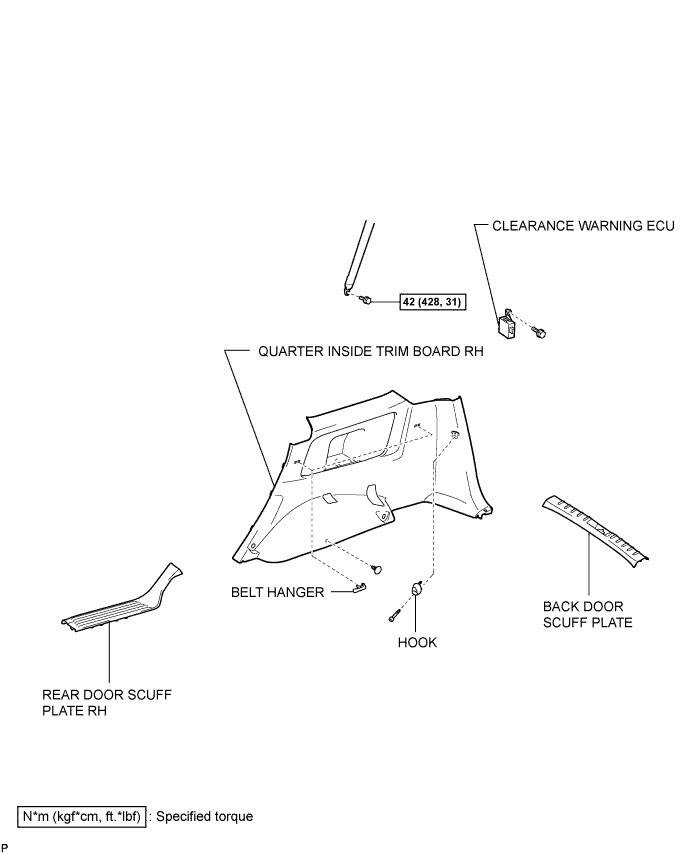 CLEARANCE WARNING ECU
42 (428, 31)
QUARTER INSIDE TRIM BOARD RH
BELT HANGER
HOOK
BACK DOOR
SCUFF PLATE
REAR DOOR SCUFF
PLATE RH
N*m (kgf*cm, ft.*lbf) : Specified torque
P